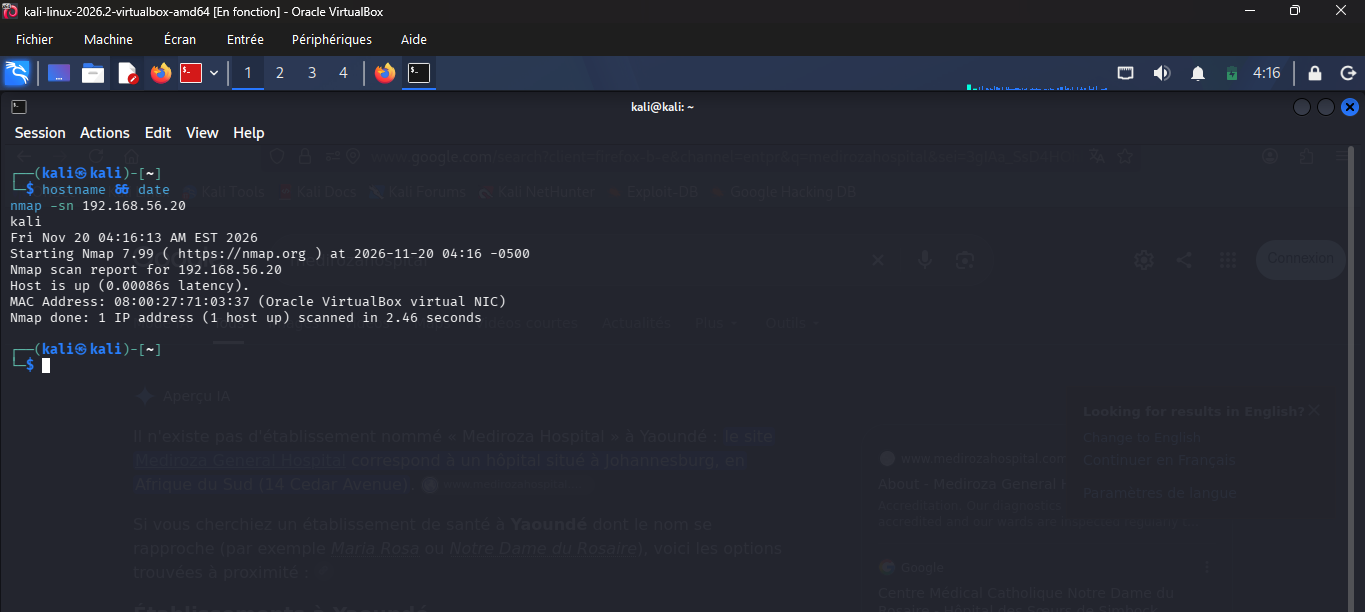 kali-linux-2026.2-virtualbox-amd64 [En fonction] - Oracle VirtualBox
Fichier Machine Écran Entrée Périphériques Aide
1 2 3 4 4:16
kali@kali: ~
Session Actions Edit View Help
www.google.com
Kali Tools Kali Docs Kali Forums Kali NetHunter Exploit-DB Google Hacking DB
┌──(kali㉿kali)-[~]
└─$ hostname && date
nmap -sn 192.168.56.20
kali
Fri Nov 20 04:16:13 AM EST 2026
Starting Nmap 7.99 ( https://nmap.org ) at 2026-11-20 04:16 -0500
Nmap scan report for 192.168.56.20
Host is up (0.00086s latency).
MAC Address: 08:00:27:71:03:37 (Oracle VirtualBox virtual NIC)
Nmap done: 1 IP address (1 host up) scanned in 2.46 seconds
Connexion
courtes Actualités Plus Outils
┌──(kali㉿kali)-[~]
└─$
Aperçu IA
Il n'existe pas d'établissement nommé « Mediroza Hospital » à Yaoundé : le site
Mediroza General Hospital correspond à un hôpital situé à Johannesburg, en
Afrique du Sud (14 Cedar Avenue). www.medirozahospital...
Si vous cherchiez un établissement de santé à Yaoundé dont le nom se
rapproche (par exemple Maria Rosa ou Notre Dame du Rosaire), voici les options
trouvées à proximité :
Établissements à Yaoundé
Looking for results in English?
Change to English
Continuer en Français
Paramètres de langue
www.medirozahospital.com
About - Mediroza General H
Accreditation. Our diagnostics
accredited and our wards are inspected regularly
Google
Centre Médical Catholique Notre Dame du